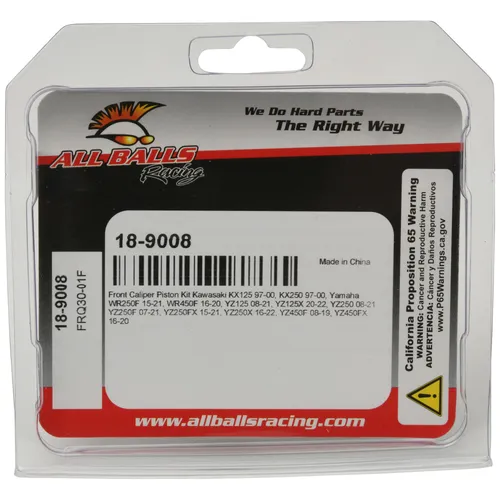 We Do Hard Parts
The Right Way
ALL BALLS
Racing
18-9008
Made in China
Front Caliper Piston Kit Kawasaki KX125 97-00, KX250 97-00, Yamaha
WR250F 15-21, WR450F 16-20, YZ125 08-21, YZ125X 20-22, YZ250 08-21
YZ250F 07-21, YZ250FX 15-21, YZ250X 16-22, YZ450F 08-19, YZ450FX
16-20
18-9008
FRQ30-01F
California Proposition 65 Warning
WARNING: Cancer and Reproductive Harm
ADVERTENCIA: Cáncer y Daños Reproductivos
www.P65Warnings.ca.gov
www.allballsracing.com